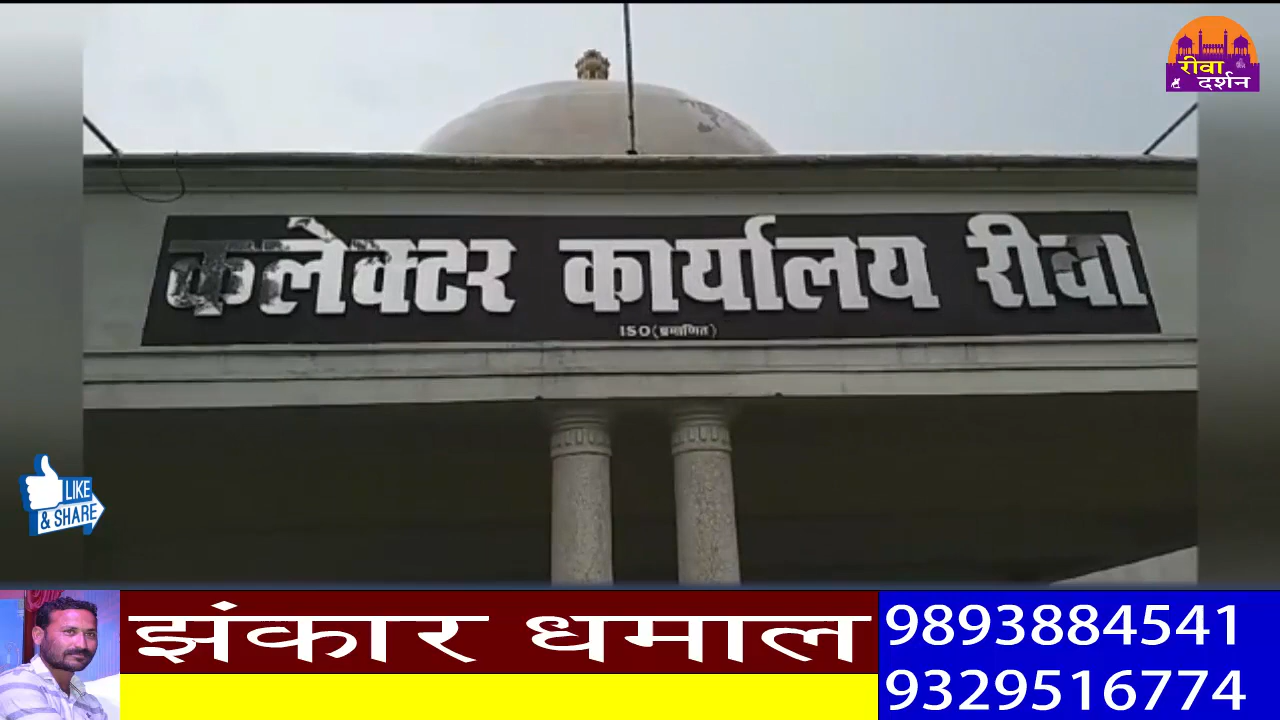 रीवा
दर्शन
कलेक्टर कार्यालय रीवा
ISO (प्रमाणित)
LIKE
& SHARE
झंकार धमाल
9893884541
9329516774